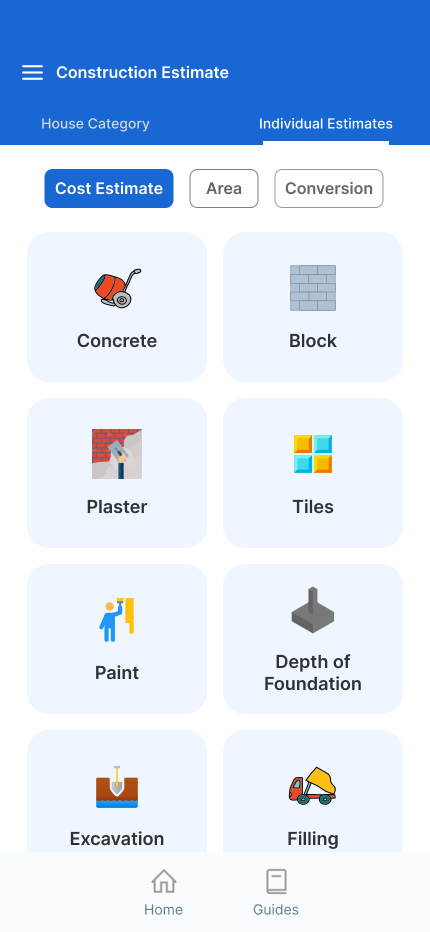 Construction Estimate
House Category
Individual Estimates
Cost Estimate
Area
Conversion
Concrete
Block
Plaster
Tiles
Paint
Depth of
Foundation
Excavation
Filling
Home
Guides